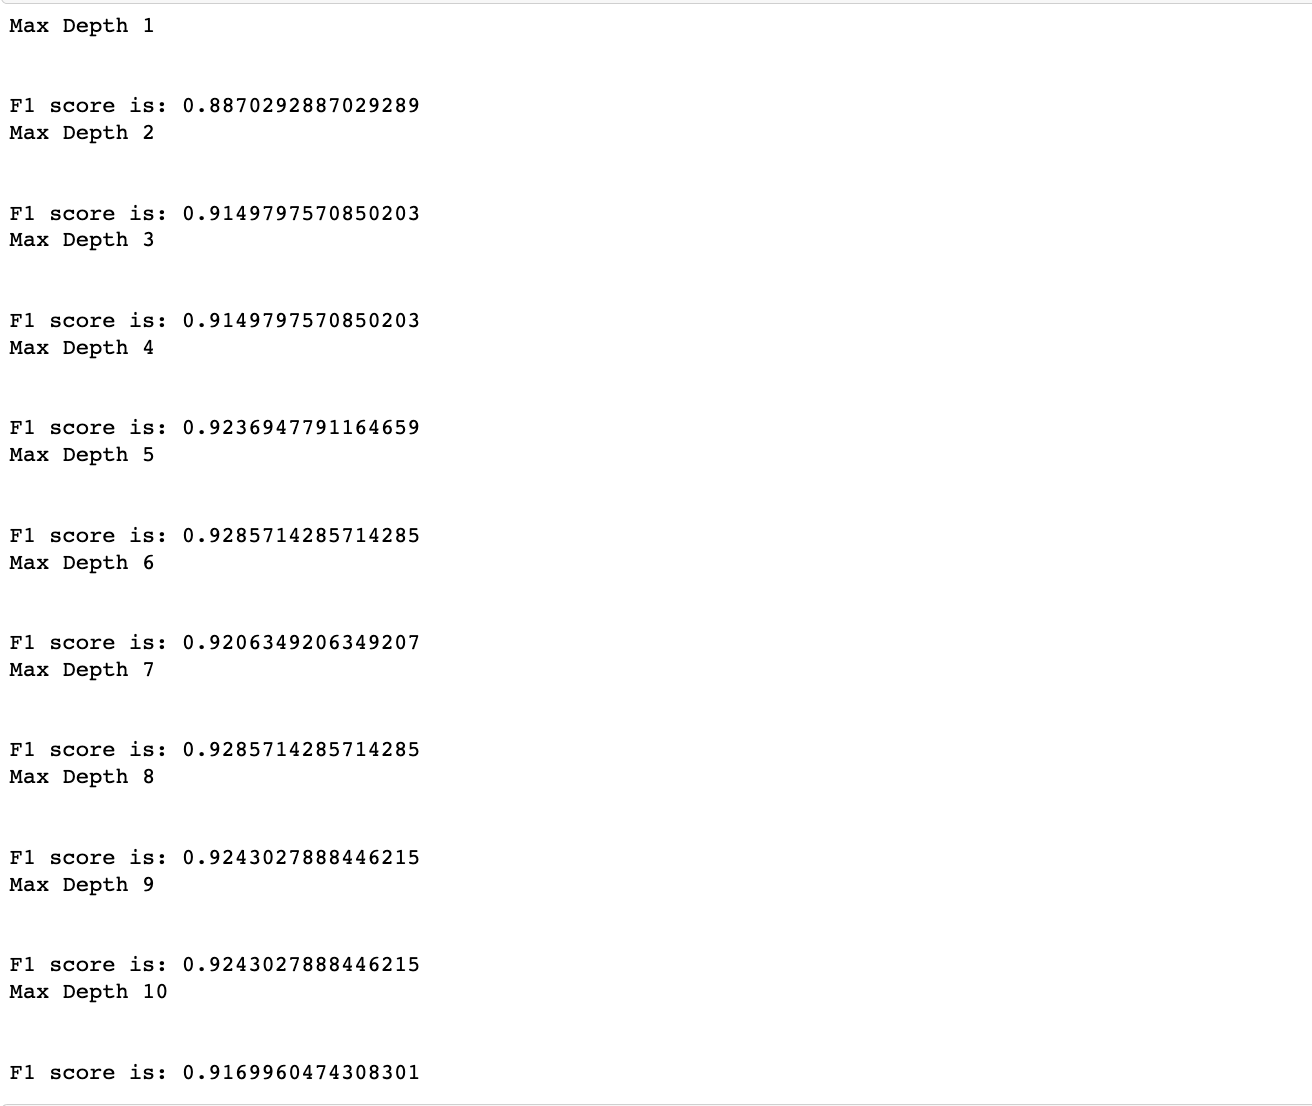 Max Depth 1
F1 score is: 0.8870292887029289
Max Depth 2
F1 score is: 0.9149797570850203
Max Depth 3
F1 score is: 0.9149797570850203
Max Depth 4
F1 score is: 0.9236947791164659
Max Depth 5
F1 score is: 0.9285714285714285
Max Depth 6
F1 score is: 0.9206349206349207
Max Depth 7
F1 score is: 0.9285714285714285
Max Depth 8
F1 score is: 0.9243027888446215
Max Depth 9
F1 score is: 0.9243027888446215
Max Depth 10
F1 score is: 0.9169960474308301